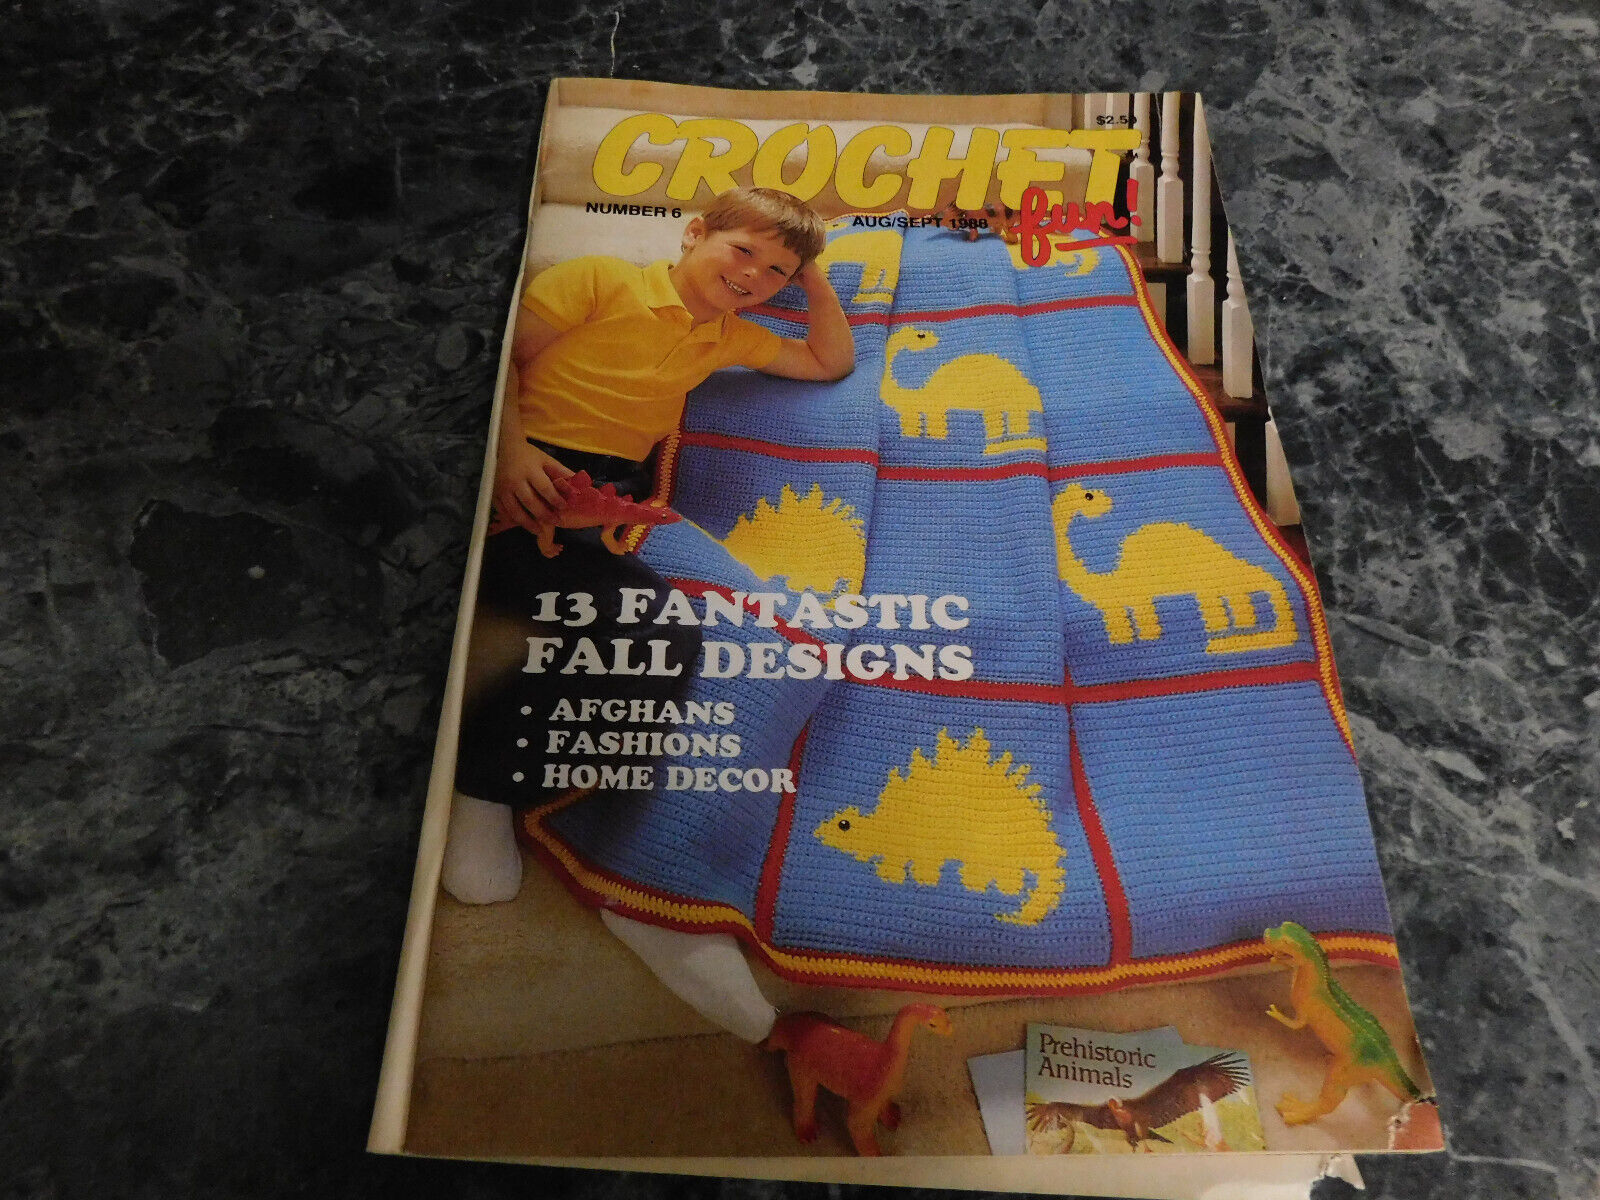 $2.50
CROCHET
fun!
NUMBER 6
AUG/SEPT 1988
13 FANTASTIC
FALL DESIGNS
• AFGHANS
• FASHIONS
• HOME DECOR
Prehistoric
Animals